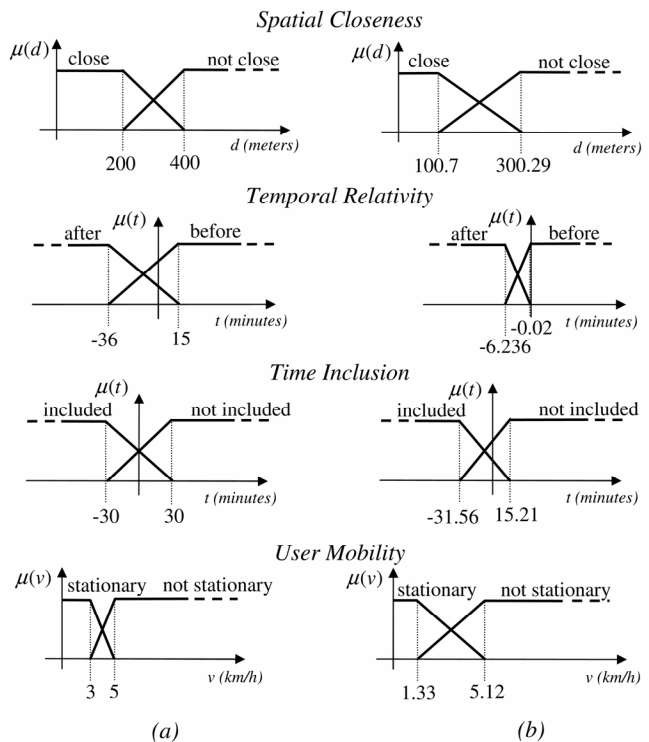 Spatial Closeness
μ(d) close not close μ(d) close not close
d (meters) d (meters)
200 400 100.7 300.29
Temporal Relativity
after μ(t) before after μ(t) before
t (minutes) t (minutes)
-36 15 -6.236 -0.02
Time Inclusion
included μ(t) not included included μ(t) not included
t (minutes) t (minutes)
-30 30 -31.56 15.21
User Mobility
μ(v) stationary not stationary μ(v) stationary not stationary
3 5 v (km/h) 1.33 5.12 v (km/h)
(a) (b)